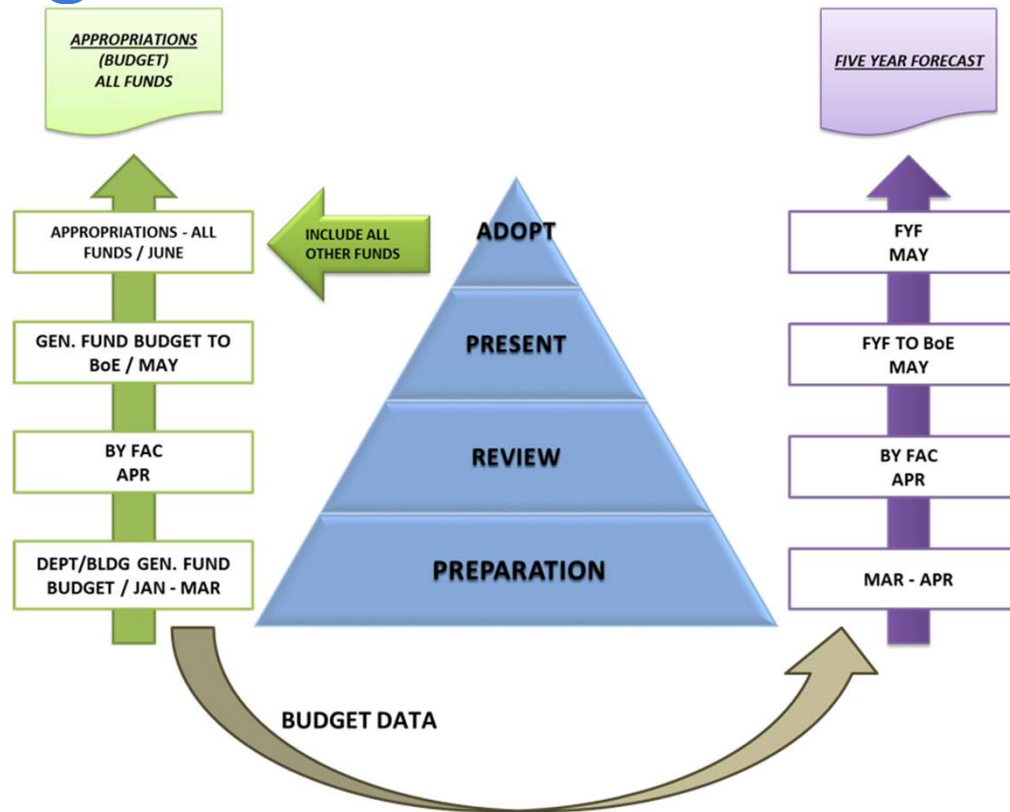 APPROPRIATIONS
(BUDGET)
ALL FUNDS
FIVE YEAR FORECAST
APPROPRIATIONS - ALL
FUNDS / JUNE
INCLUDE ALL
OTHER FUNDS
ADOPT
FYF
MAY
GEN. FUND BUDGET TO
BoE / MAY
PRESENT
FYF TO BoE
MAY
BY FAC
APR
REVIEW
BY FAC
APR
DEPT/BLDG GEN. FUND
BUDGET / JAN - MAR
PREPARATION
MAR - APR
BUDGET DATA